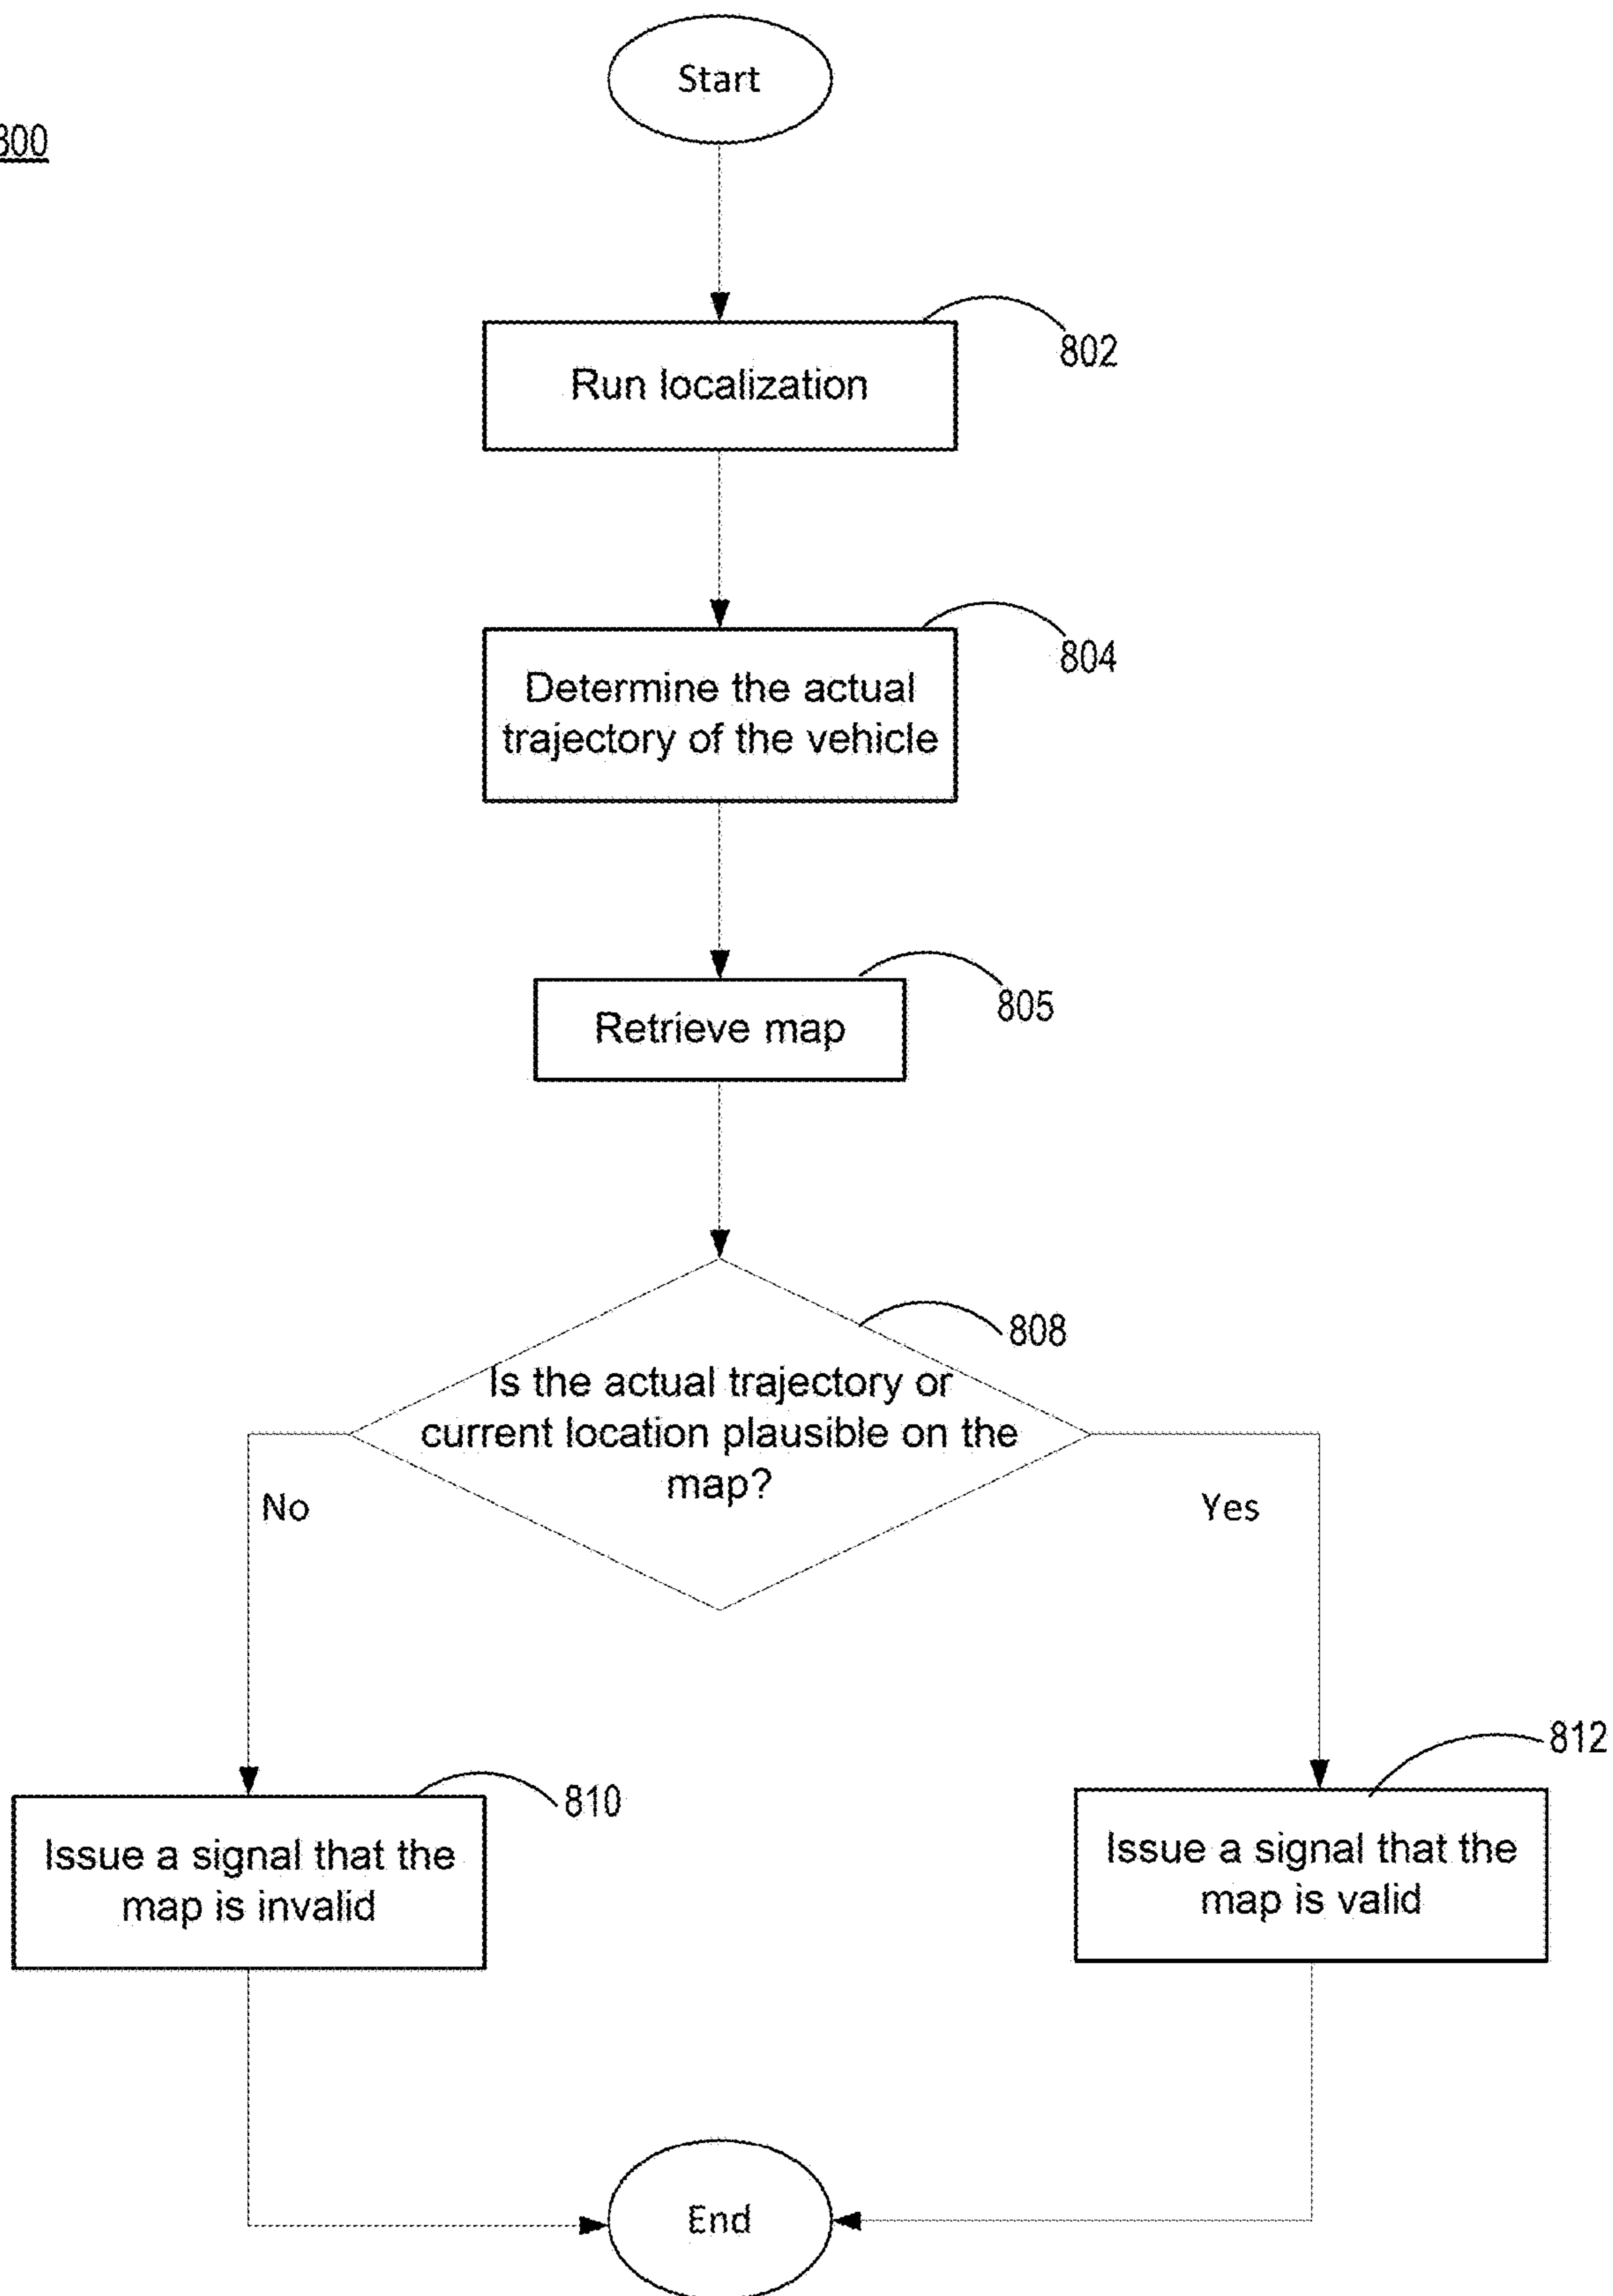 Start
800
802
Run localization
804
Determine the actual
trajectory of the vehicle
805
Retrieve map
808
Is the actual trajectory or
current location plausible on the
map?
No
Yes
812
810
Issue a signal that the
map is invalid
Issue a signal that the
map is valid
End